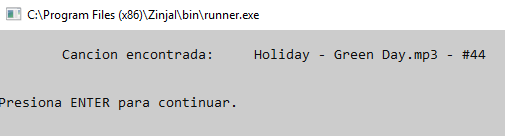 C:\Program Files (x86)\Zinjal\bin\runner.exe
Cancion encontrada: Holiday - Green Day.mp3 - #44
Presiona ENTER para continuar.